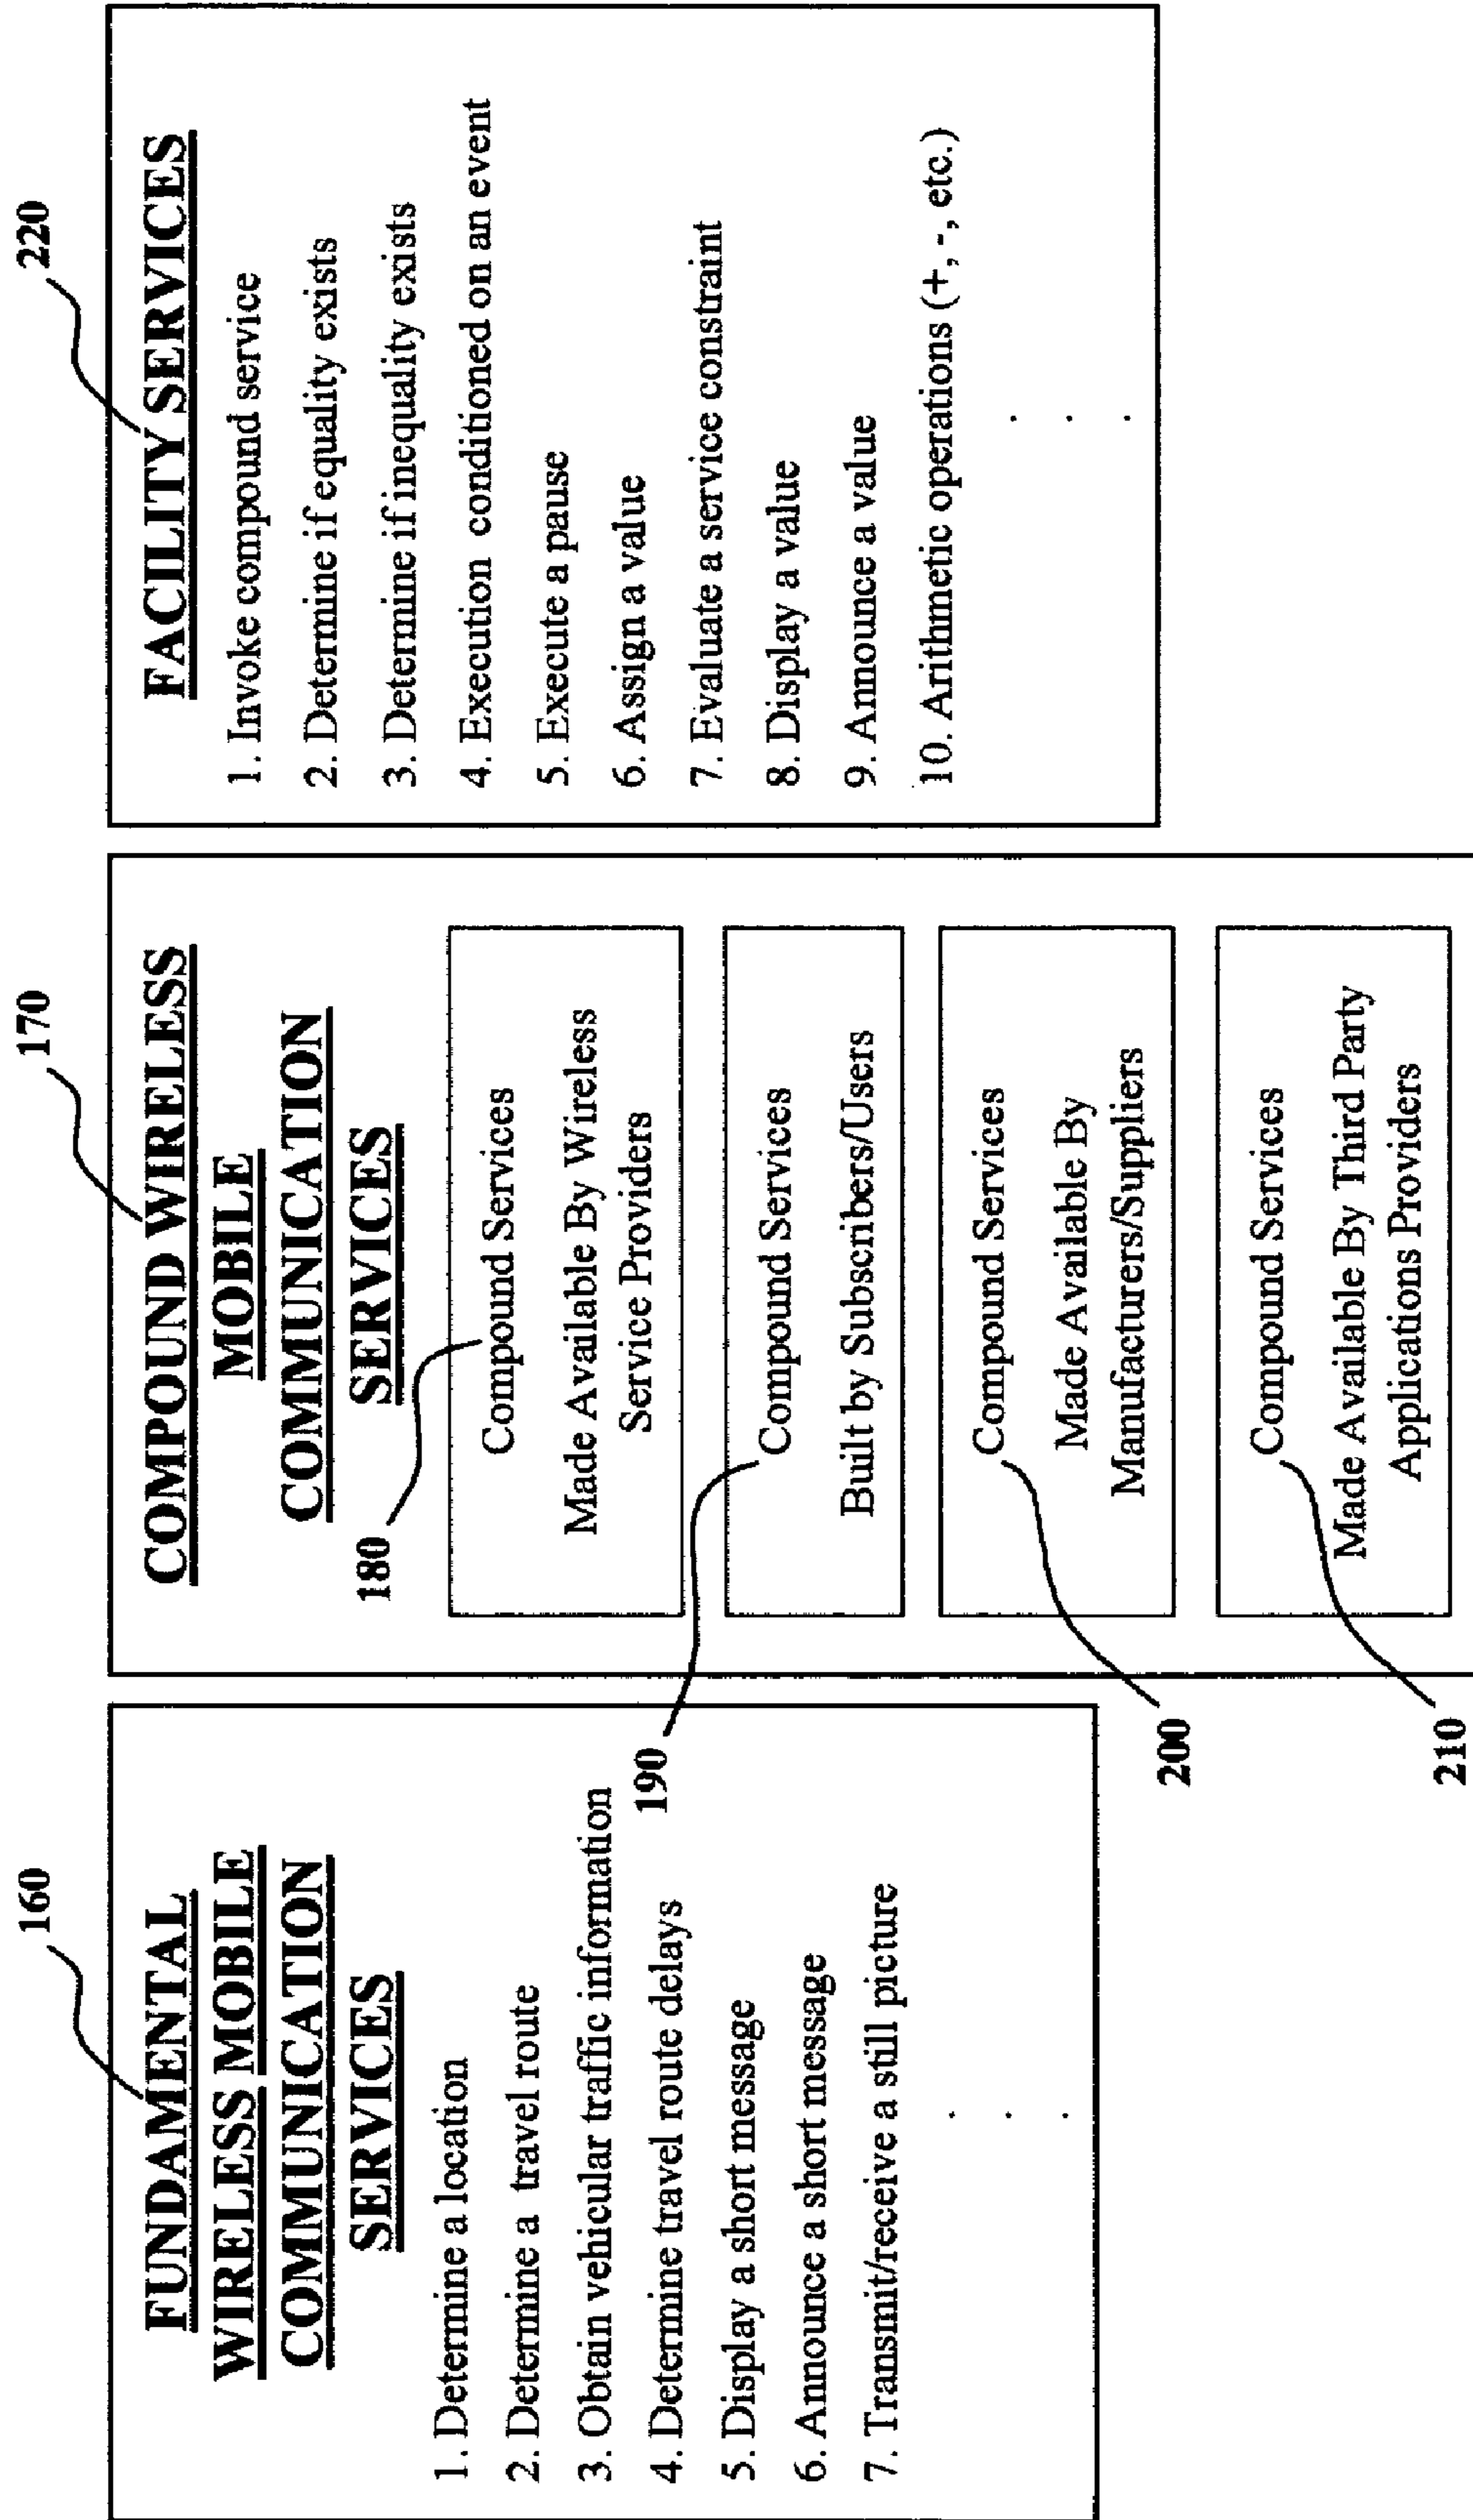 160
FUNDAMENTAL
WIRELESS MOBILE
COMMUNICATION
SERVICES
1. Determine a location
2. Determine a travel route
3. Obtain vehicular traffic information
4. Determine travel route delays
5. Display a short message
6. Announce a short message
7. Transmit/receive a still picture
.
.
.
170
COMPOUND WIRELESS
MOBILE
COMMUNICATION
SERVICES
180
Compound Services
Made Available By Wireless
Service Providers
190
Compound Services
Built by Subscribers/Users
200
Compound Services
Made Available By
Manufacturers/Suppliers
210
Compound Services
Made Available By Third Party
Applications Providers
220
FACILITY SERVICES
1. Invoke compound service
2. Determine if equality exists
3. Determine if inequality exists
4. Execution conditioned on an event
5. Execute a pause
6. Assign a value
7. Evaluate a service constraint
8. Display a value
9. Announce a value
10. Arithmetic operations (+, -, etc.)
.
.
.